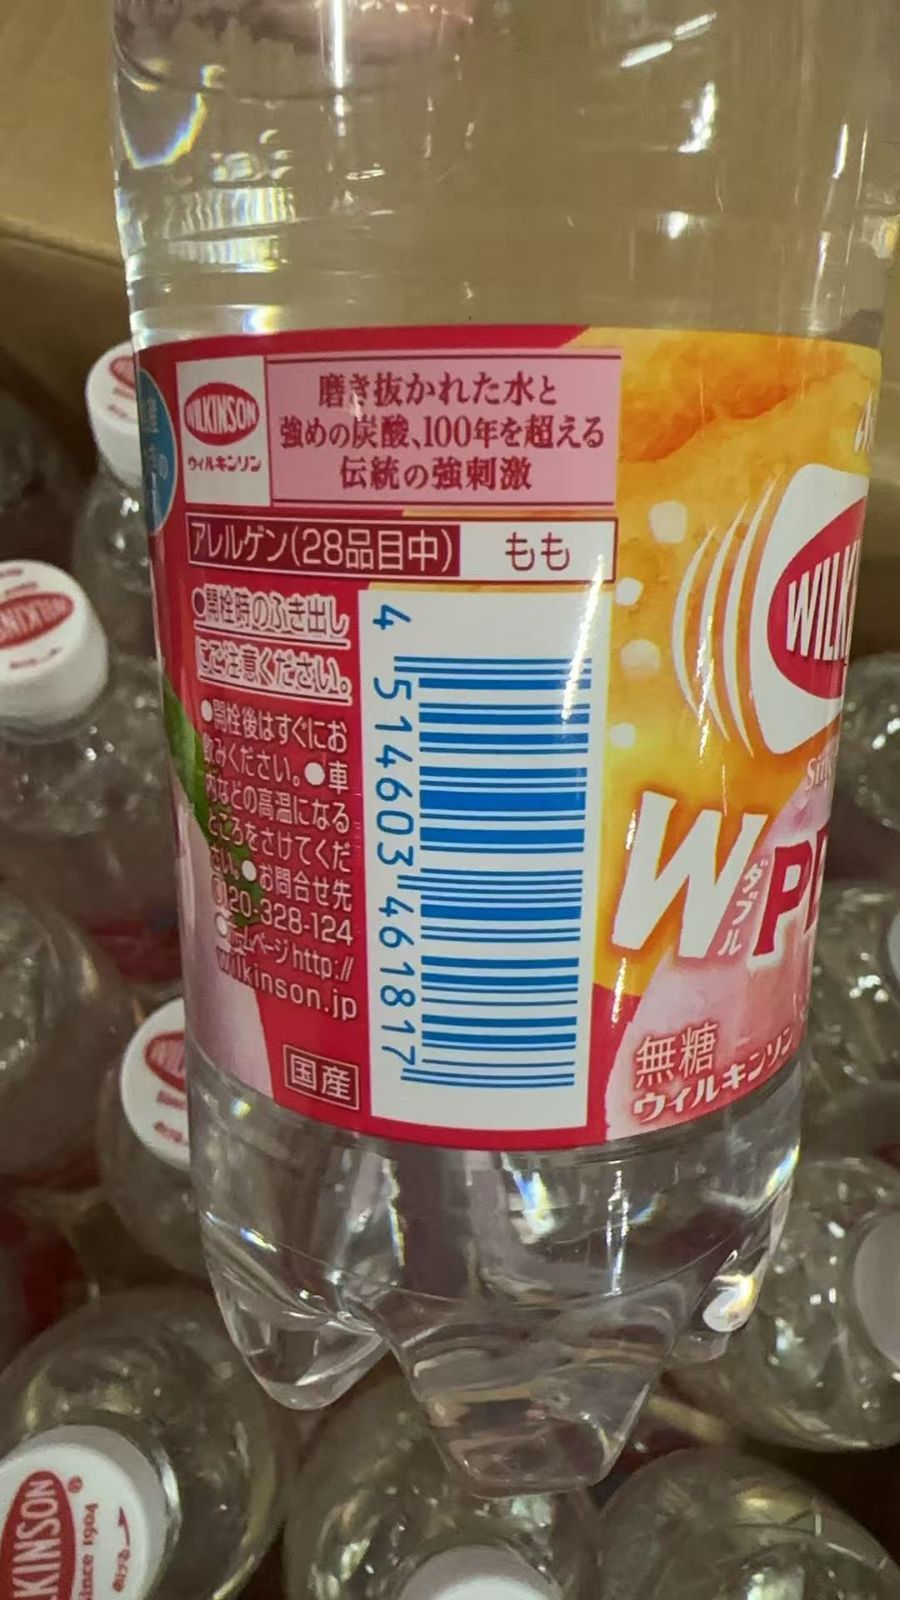 WILKINSON
ウィルキンソン
磨き抜かれた水と
強めの炭酸、100年を超える
伝統の強刺激
アレルゲン(28品目中) もも
●開栓時のふき出し
にご注意ください。
●開栓後はすぐにお
飲みください。●車
内などの高温になる
ところをさけてくだ
さい。●お問合せ先
0120-328-124
●ホームページ http://
wilkinson.jp
国産
4 514603 461817
W
ダブル
無糖
ウィルキンソン
WILKINSON
since 1904